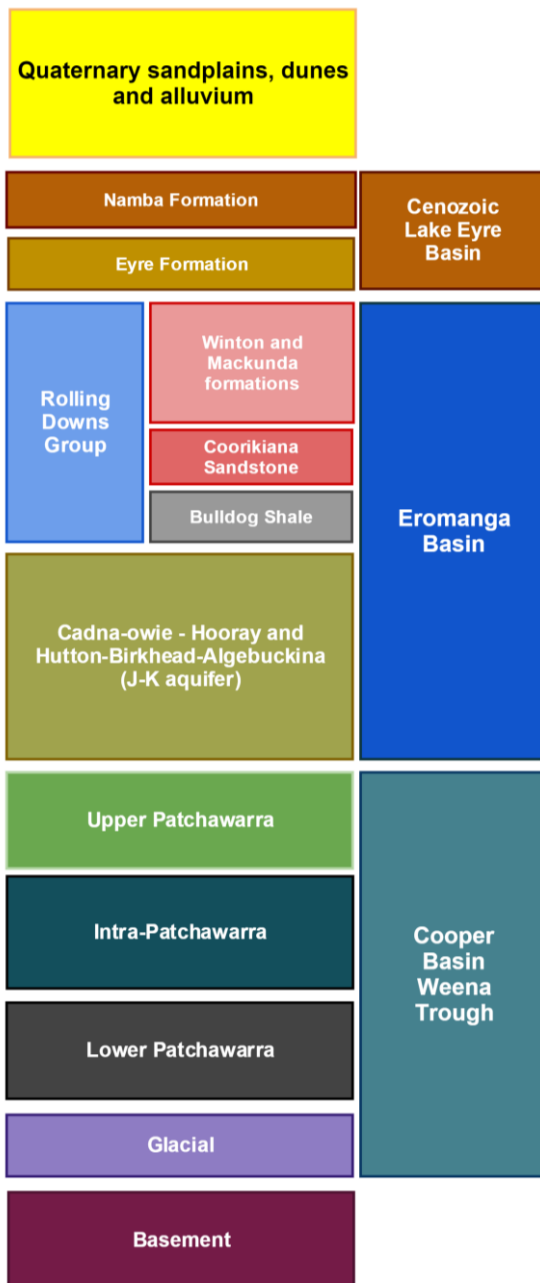 Quaternary sandplains, dunes
and alluvium
Namba Formation
Eyre Formation
Cenozoic
Lake Eyre
Basin
Rolling
Downs
Group
Winton and
Mackunda
formations
Coorikiana
Sandstone
Bulldog Shale
Eromanga
Basin
Cadna-owie - Hooray and
Hutton-Birkhead-Algebuckina
(J-K aquifer)
Upper Patchawarra
Intra-Patchawarra
Lower Patchawarra
Glacial
Cooper
Basin
Weena
Trough
Basement